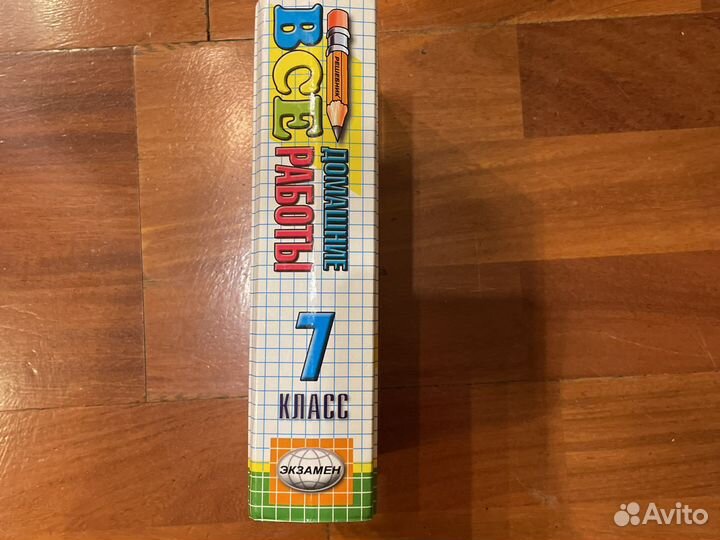 ВСЕ
РЕШЕБНИК
ДОМАШНИЕ
РАБОТЫ
7
КЛАСС
ЭКЗАМЕН
Avito